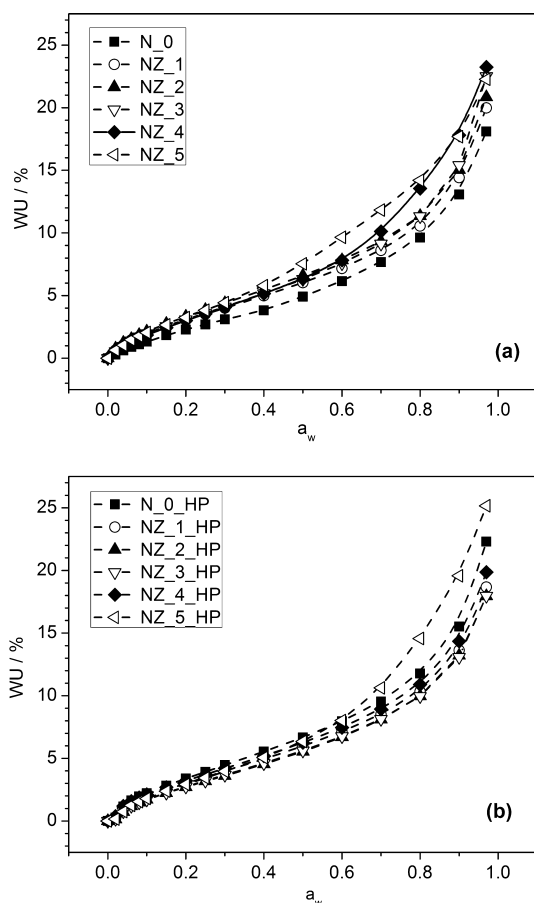 25
20
15
10
5
0
WU / %
N_0
NZ_1
NZ_2
NZ_3
NZ_4
NZ_5
(a)
0.0 0.2 0.4 0.6 0.8 1.0
a_w
25
20
15
10
5
0
WU / %
N_0_HP
NZ_1_HP
NZ_2_HP
NZ_3_HP
NZ_4_HP
NZ_5_HP
(b)
0.0 0.2 0.4 0.6 0.8 1.0
a_w